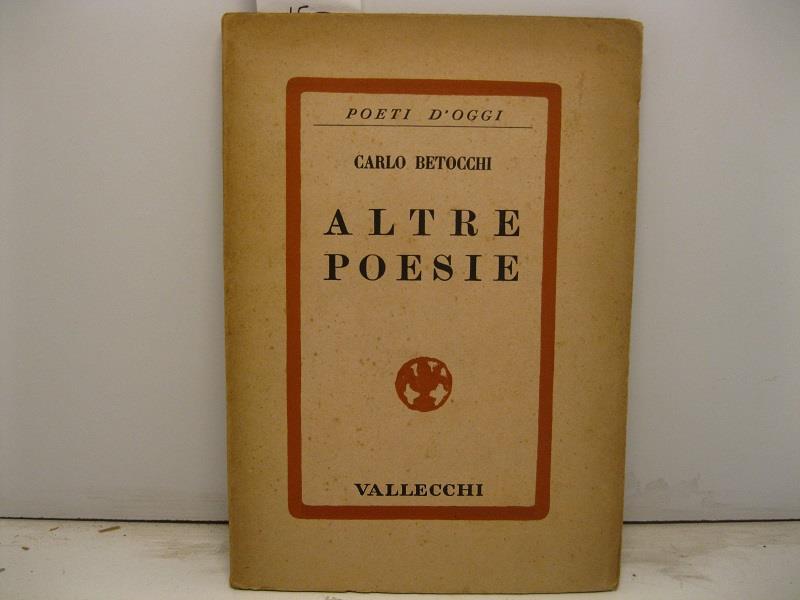 POETI D'OGGI
CARLO BETOCCHI
ALTRE
POESIE
VALLECCHI